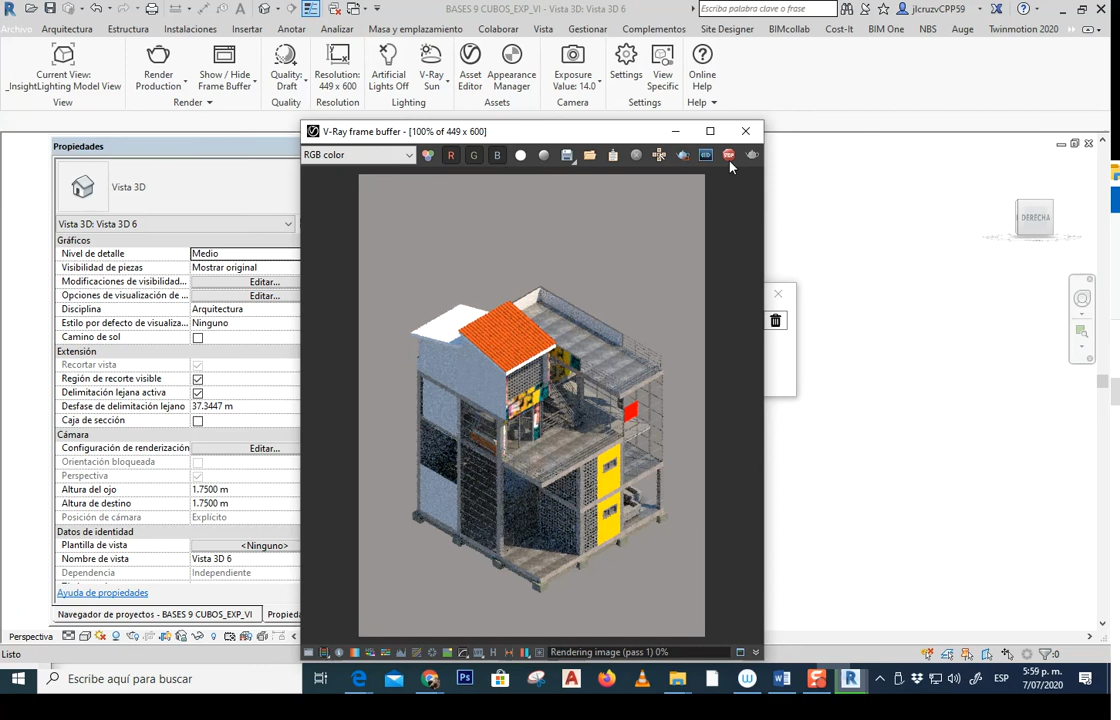 BASES 9 CUBOS_EXP_VI - Vista 3D: Vista 3D 6
Escriba palabra clave o frase
jlcruzvCPP59
Archivo Arquitectura Estructura Instalaciones Insertar Anotar Analizar Masa y emplazamiento Colaborar Vista Gestionar Complementos Site Designer BIMcollab Cost-It BIM One NBS Auge Twinmotion 2020
Current View:
_InsightLighting Model View
Render
Production
Show / Hide
Frame Buffer
Quality:
Draft
Resolution:
449 x 600
Artificial
Lights Off
V-Ray
Sun
Asset
Editor
Appearance
Manager
Exposure
Value: 14.0
Settings
View
Specific
Online
Help
View Render Quality Resolution Lighting Assets Camera Settings Help
V-Ray frame buffer - [100% of 449 x 600]
RGB color
R G B
STOP
Propiedades
Vista 3D
Vista 3D: Vista 3D 6
Gráficos
Nivel de detalle Medio
Visibilidad de piezas Mostrar original
Modificaciones de visibilidad... Editar...
Opciones de visualización de ... Editar...
Disciplina Arquitectura
Estilo por defecto de visualiza... Ninguno
Camino de sol
Extensión
Recortar vista
Región de recorte visible
Delimitación lejana activa
Desfase de delimitación lejano 37.3447 m
Caja de sección
Cámara
Configuración de renderización Editar...
Orientación bloqueada
Perspectiva
Altura del ojo 1.7500 m
Altura de destino 1.7500 m
Posición de cámara Explícito
Datos de identidad
Plantilla de vista <Ninguno>
Nombre de vista Vista 3D 6
Dependencia Independiente
Ayuda de propiedades
Navegador de proyectos - BASES 9 CUBOS_EXP_VI Propieda
DERECHA
Perspectiva
Rendering image (pass 1) 0%
Listo
:0
Escribe aquí para buscar
ESP
5:59 p. m.
7/07/2020